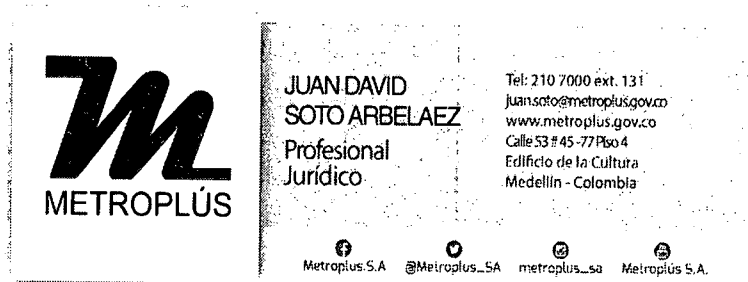 METROPLÚS
JUAN DAVID
SOTO ARBELAEZ
Profesional
Jurídico
Tel: 210 7000 ext. 131
juan.soto@metroplus.gov.co
www.metroplus.gov.co
Calle 53 # 45 -77 Piso 4
Edificio de la Cultura
Medellín - Colombia
Metroplus.S.A @Metroplus_SA metroplus_sa Metroplús S.A.